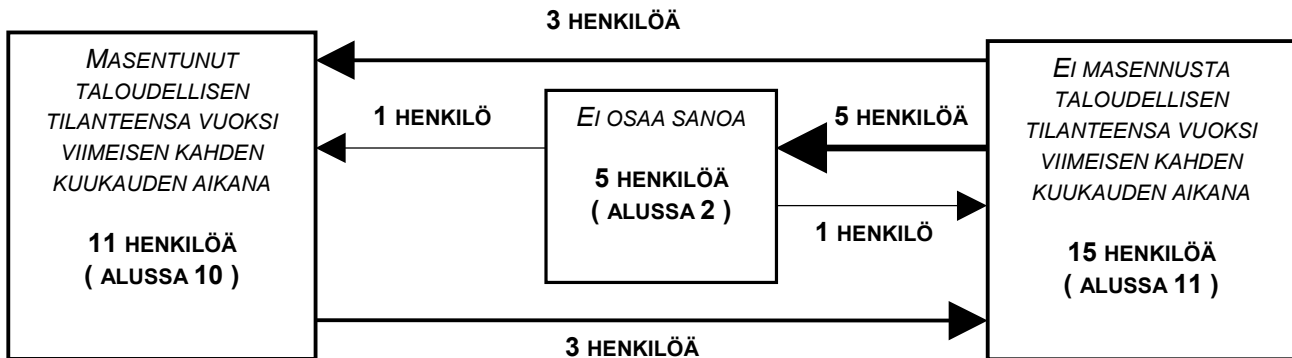 3 HENKILÖÄ
MASENTUNUT
TALOUDELLISEN
TILANTEENSA VUOKSI
VIIMEISEN KAHDEN
KUUKAUDEN AIKANA
11 HENKILÖÄ
( ALUSSA 10 )
1 HENKILÖ
EI OSAA SANOA
5 HENKILÖÄ
( ALUSSA 2 )
5 HENKILÖÄ
1 HENKILÖ
EI MASENNUSTA
TALOUDELLISEN
TILANTEENSA VUOKSI
VIIMEISEN KAHDEN
KUUKAUDEN AIKANA
15 HENKILÖÄ
( ALUSSA 11 )
3 HENKILÖÄ